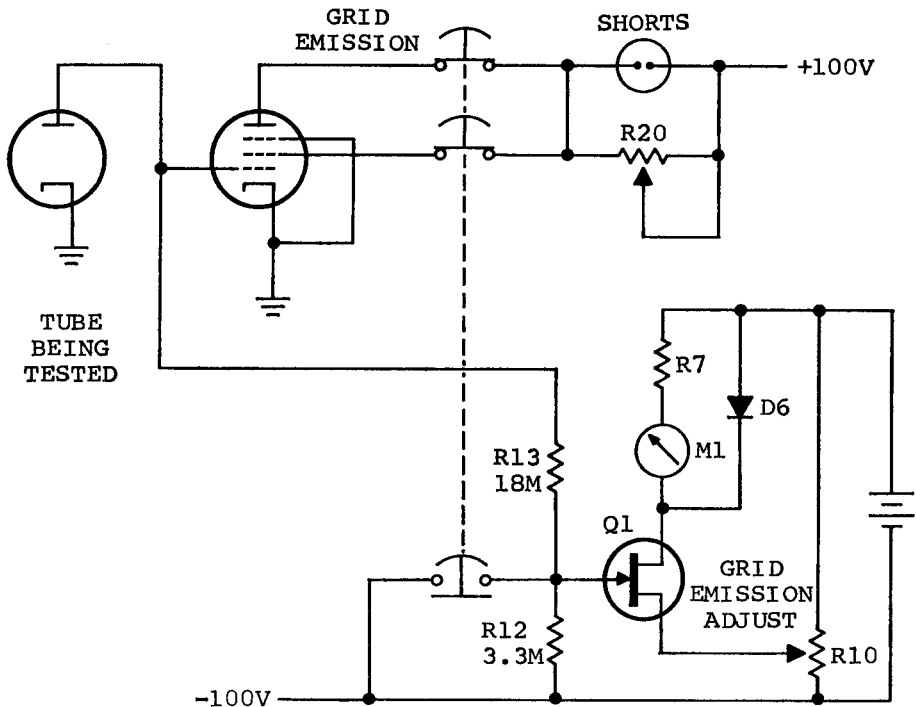 GRID
EMISSION
SHORTS
+100V
R20
TUBE
BEING
TESTED
R7
D6
M1
R13
18M
Q1
GRID
EMISSION
ADJUST
R12
3.3M
R10
-100V